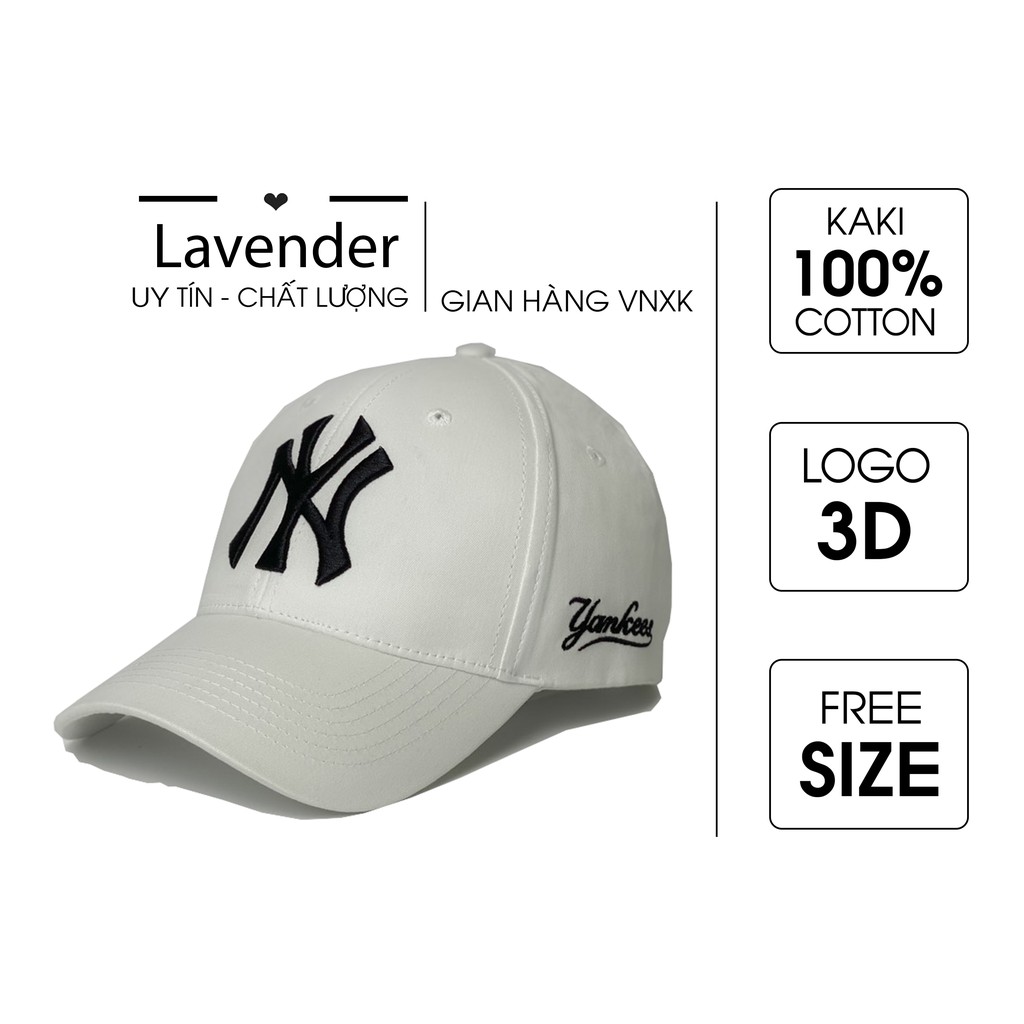 Lavender
UY TÍN - CHẤT LƯỢNG
GIAN HÀNG VNXK
NY
Yankees
KAKI
100%
COTTON
LOGO
3D
FREE
SIZE